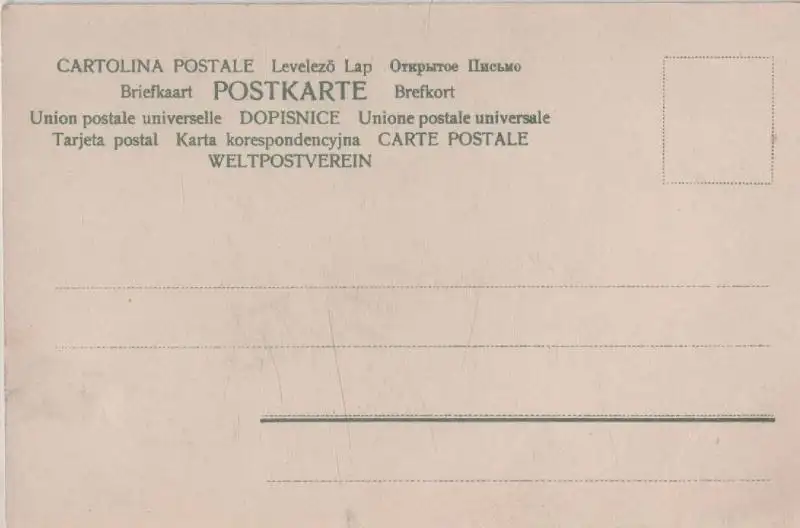 CARTOLINA POSTALE Levelező Lap Открытое Письмо
Briefkaart POSTKARTE Brefkort
Union postale universelle DOPISNICE Unione postale universale
Tarjeta postal Karta korespondencyjna CARTE POSTALE
WELTPOSTVEREIN